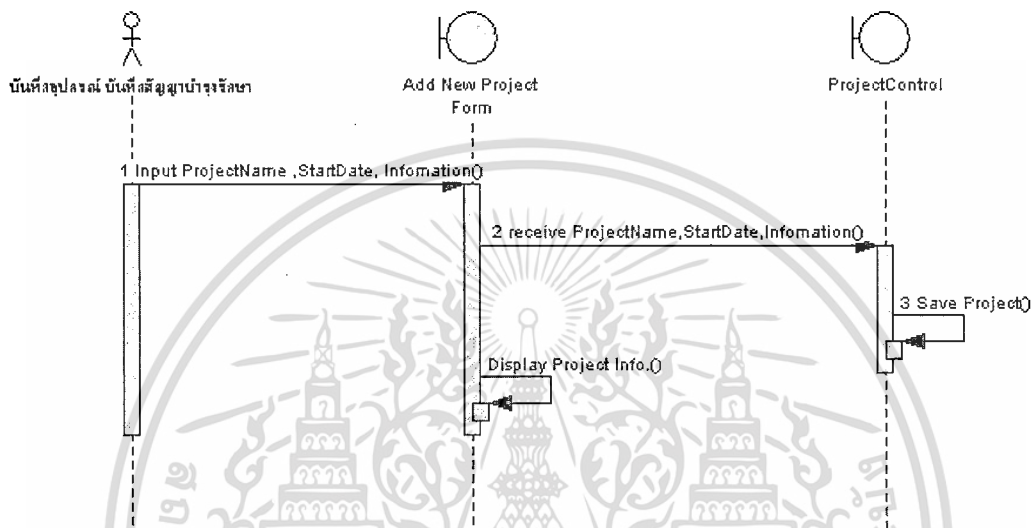 บันทึกอุปกรณ์ บันทึกสัญญาบำรุงรักษา
Add New Project
Form
ProjectControl
1 Input ProjectName ,StartDate, Infomation()
2 receive ProjectName,StartDate,Infomation()
3 Save Project()
Display Project Info.()